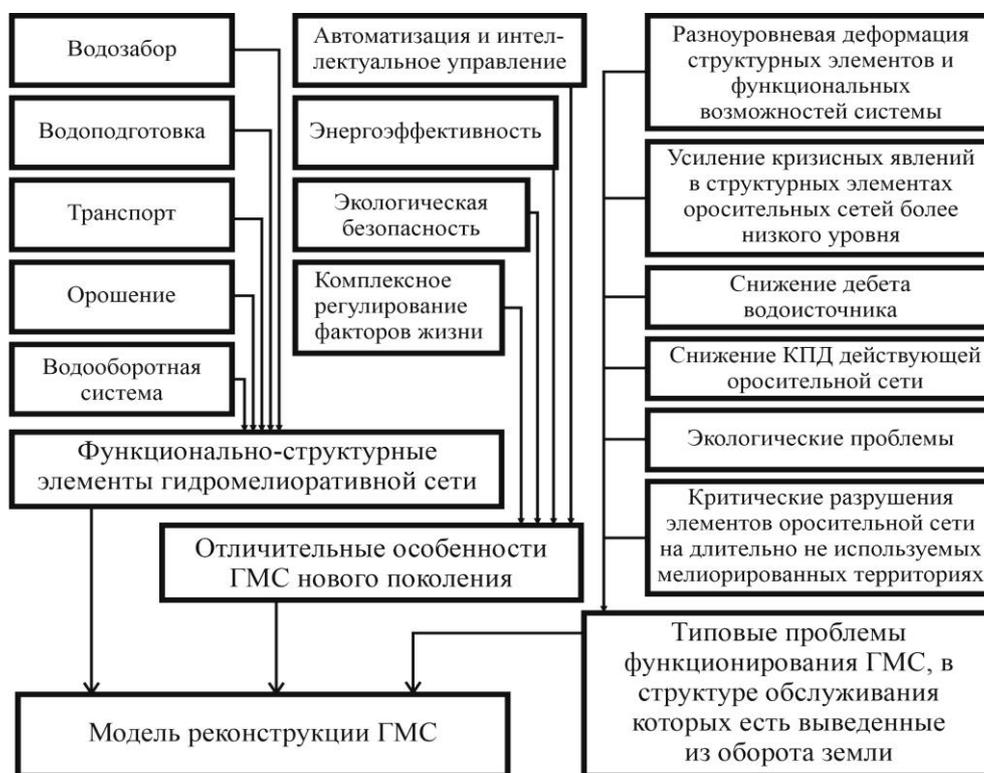 Водозабор
Водоподготовка
Транспорт
Орошение
Водооборотная
система
Функционально-структурные
элементы гидромелиоративной сети
Автоматизация и интел-
лектуальное управление
Энергоэффективность
Экологическая
безопасность
Комплексное
регулирование
факторов жизни
Отличительные особенности
ГМС нового поколения
Разноуровневая деформация
структурных элементов и
функциональных
возможностей системы
Усиление кризисных явлений
в структурных элементах
оросительных сетей более
низкого уровня
Снижение дебета
водоисточника
Снижение КПД действующей
оросительной сети
Экологические проблемы
Критические разрушения
элементов оросительной сети
на длительно не используемых
мелиорированных территориях
Типовые проблемы
функционирования ГМС, в
структуре обслуживания
которых есть выведенные
из оборота земли
Модель реконструкции ГМС